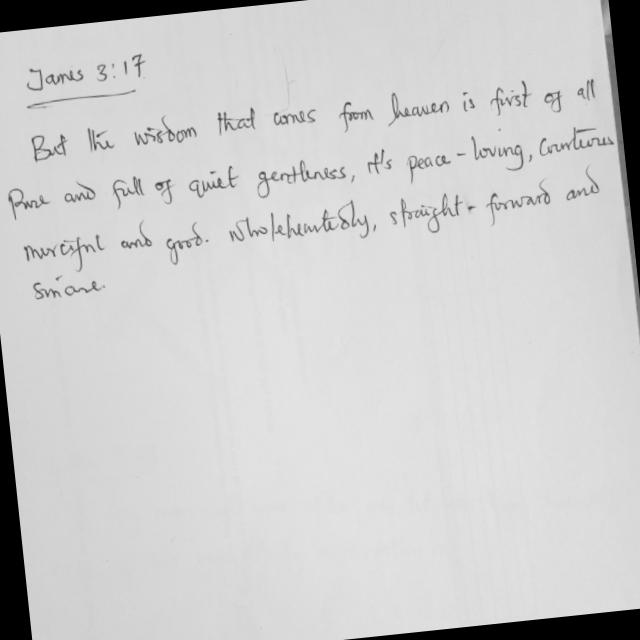 James 3:17
But the wisdom that comes from heaven is first of all
Pure and full of quiet gentleness, it's peace-loving, Courteous
merciful and good. Wholeheartedly, straight-forward and
sincere.